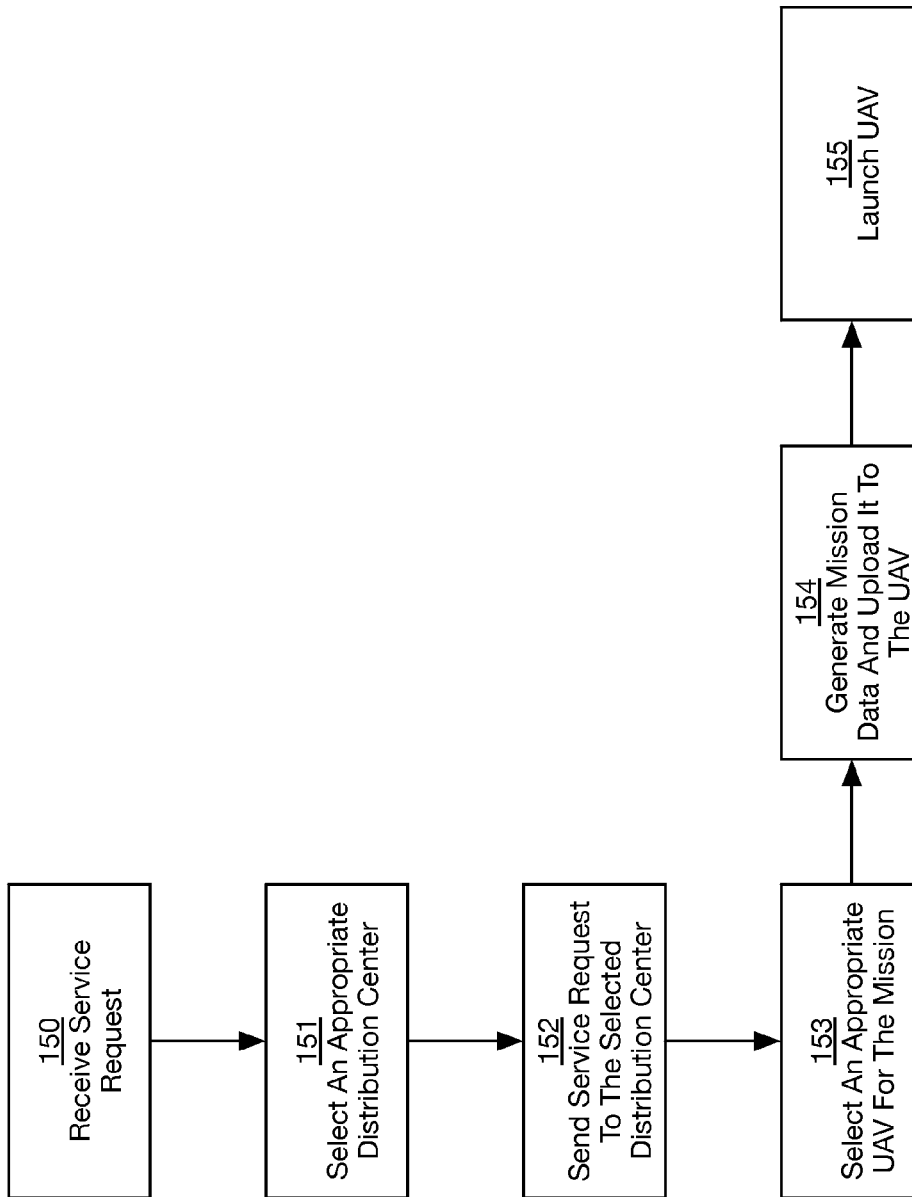 150
Receive Service
Request
151
Select An Appropriate
Distribution Center
152
Send Service Request
To The Selected
Distribution Center
153
Select An Appropriate
UAV For The Mission
154
Generate Mission
Data And Upload It To
The UAV
155
Launch UAV